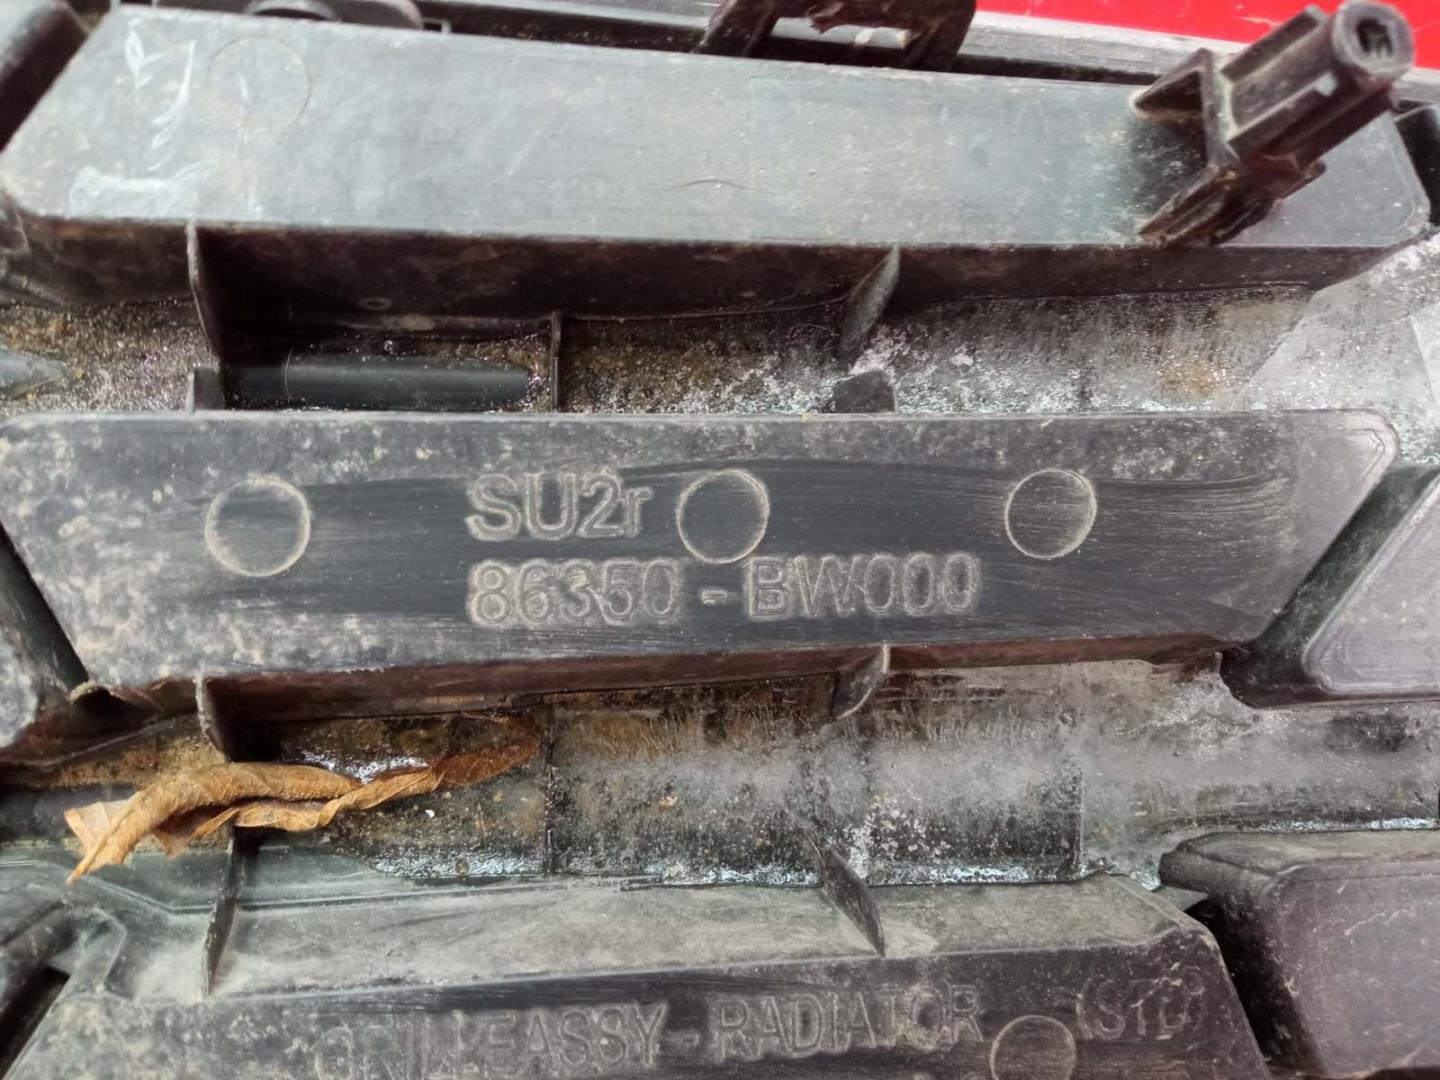 SU2r
86350-BW000
GRILLE ASSY-RADIATOR (STD)